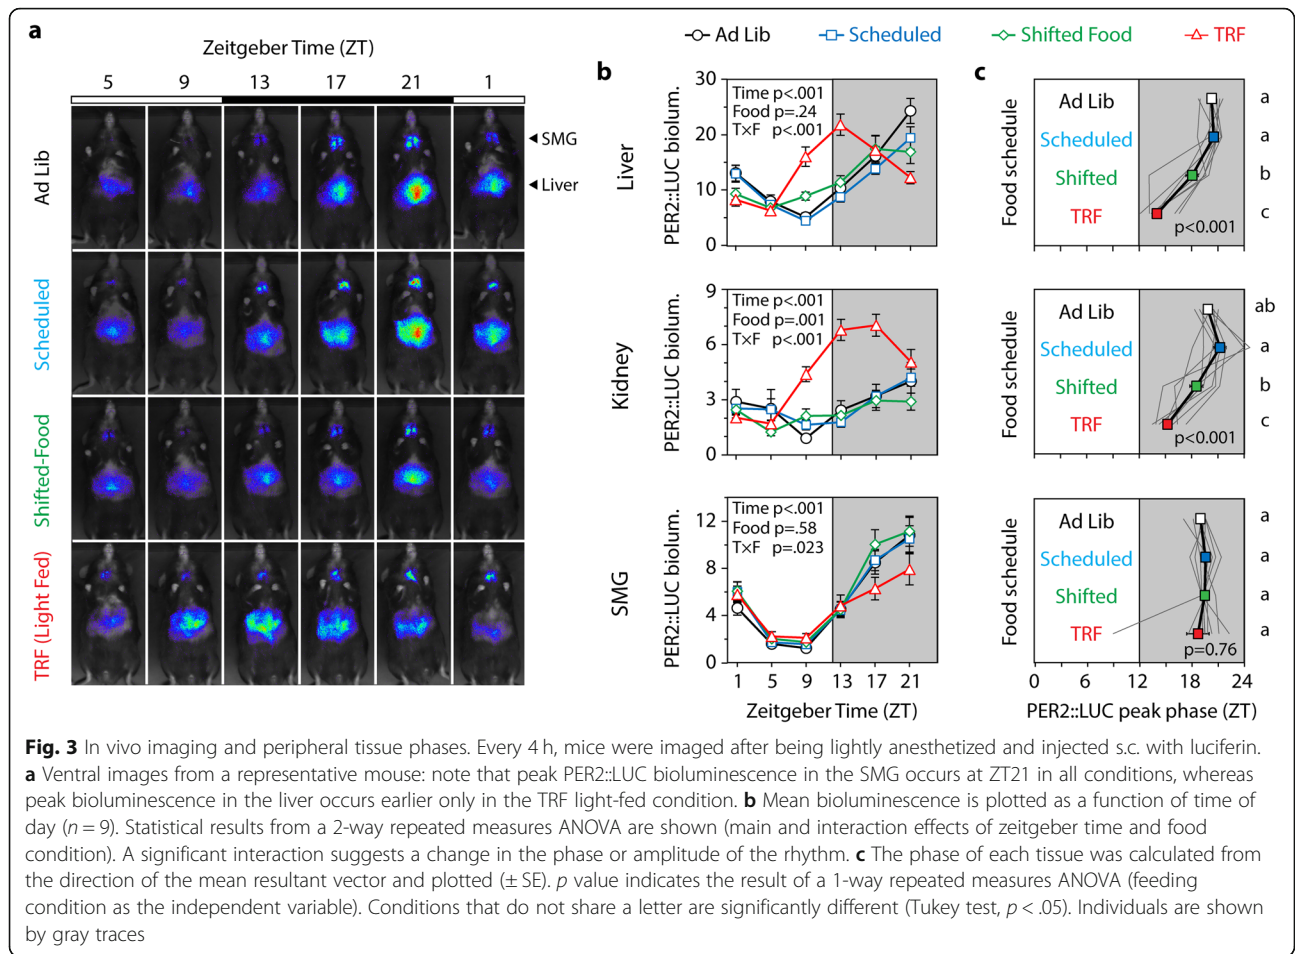 a
Zeitgeber Time (ZT)
5 9 13 17 21 1
Ad Lib
SMG
Liver
Scheduled
Shifted-Food
TRF (Light Fed)
Ad Lib Scheduled Shifted Food TRF
b
Liver
PER2::LUC biolum.
30
20
10
0
Time p<.001
Food p=.24
T×F p<.001
Kidney
PER2::LUC biolum.
9
6
3
0
Time p<.001
Food p=.001
T×F p<.001
SMG
PER2::LUC biolum.
12
8
4
0
Time p<.001
Food p=.58
T×F p=.023
1 5 9 13 17 21
Zeitgeber Time (ZT)
c
Food schedule
Ad Lib a
Scheduled a
Shifted b
TRF c
p<0.001
Food schedule
Ad Lib ab
Scheduled a
Shifted b
TRF c
p<0.001
Food schedule
Ad Lib a
Scheduled a
Shifted a
TRF a
p=0.76
0 6 12 18 24
PER2::LUC peak phase (ZT)
Fig. 3 In vivo imaging and peripheral tissue phases. Every 4 h, mice were imaged after being lightly anesthetized and injected s.c. with luciferin.
a Ventral images from a representative mouse: note that peak PER2::LUC bioluminescence in the SMG occurs at ZT21 in all conditions, whereas
peak bioluminescence in the liver occurs earlier only in the TRF light-fed condition. b Mean bioluminescence is plotted as a function of time of
day (n = 9). Statistical results from a 2-way repeated measures ANOVA are shown (main and interaction effects of zeitgeber time and food
condition). A significant interaction suggests a change in the phase or amplitude of the rhythm. c The phase of each tissue was calculated from
the direction of the mean resultant vector and plotted (± SE). p value indicates the result of a 1-way repeated measures ANOVA (feeding
condition as the independent variable). Conditions that do not share a letter are significantly different (Tukey test, p < .05). Individuals are shown
by gray traces